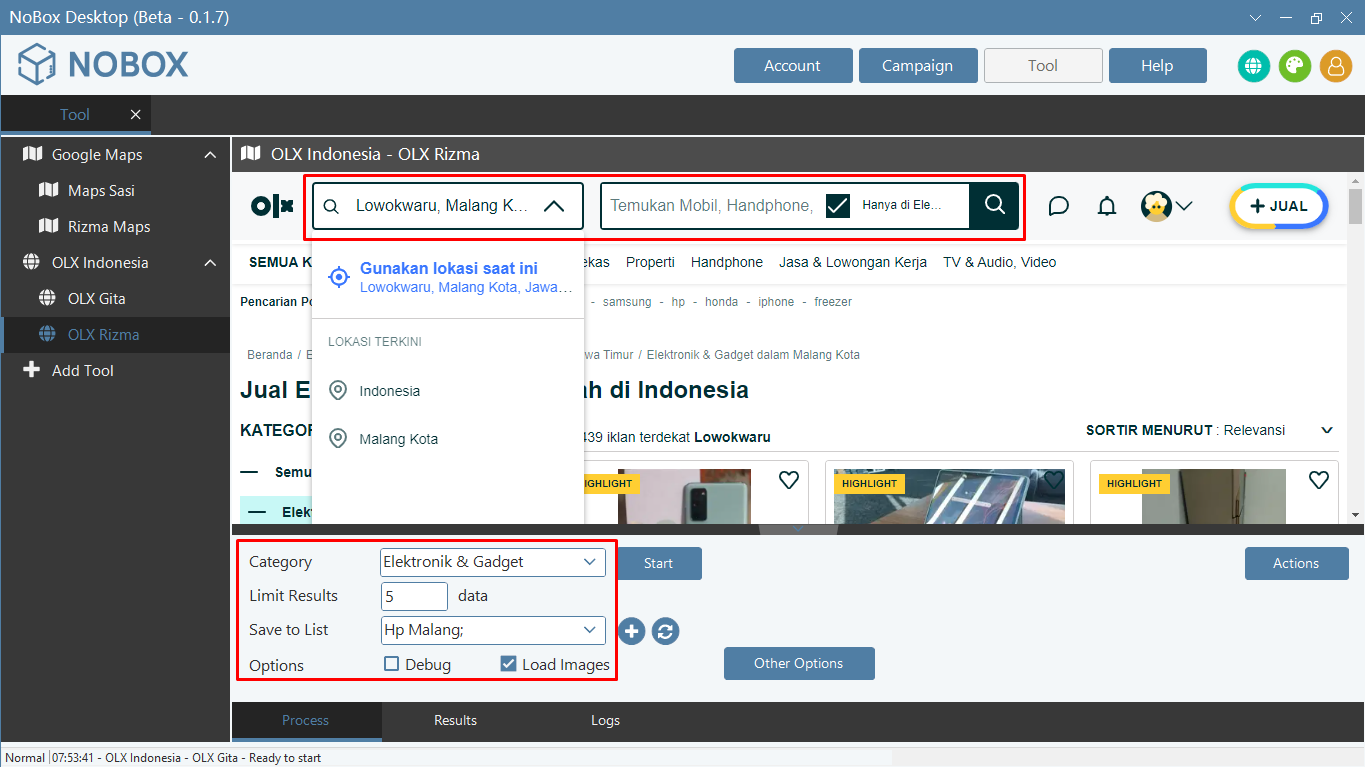 NoBox Desktop (Beta - 0.1.7)
NOBOX
Account
Campaign
Tool
Help
Tool
Google Maps
Maps Sasi
Rizma Maps
OLX Indonesia
OLX Gita
OLX Rizma
Add Tool
OLX Indonesia - OLX Rizma
olx
Lowokwaru, Malang K...
Temukan Mobil, Handphone,
Hanya di Ele...
JUAL
SEMUA K
ekas Properti Handphone Jasa & Lowongan Kerja TV & Audio, Video
Gunakan lokasi saat ini
Lowokwaru, Malang Kota, Jawa...
Pencarian Po
- samsung - hp - honda - iphone - freezer
LOKASI TERKINI
Indonesia
Malang Kota
Beranda / E
wa Timur / Elektronik & Gadget dalam Malang Kota
Jual E
ah di Indonesia
KATEGOR
439 iklan terdekat Lowokwaru
SORTIR MENURUT : Relevansi
Semu
Elekt
IGHLIGHT
HIGHLIGHT
HIGHLIGHT
Category
Elektronik & Gadget
Start
Actions
Limit Results
5
data
Save to List
Hp Malang;
Options
Debug
Load Images
Other Options
Process
Results
Logs
Normal
07:53:41 - OLX Indonesia - OLX Gita - Ready to start